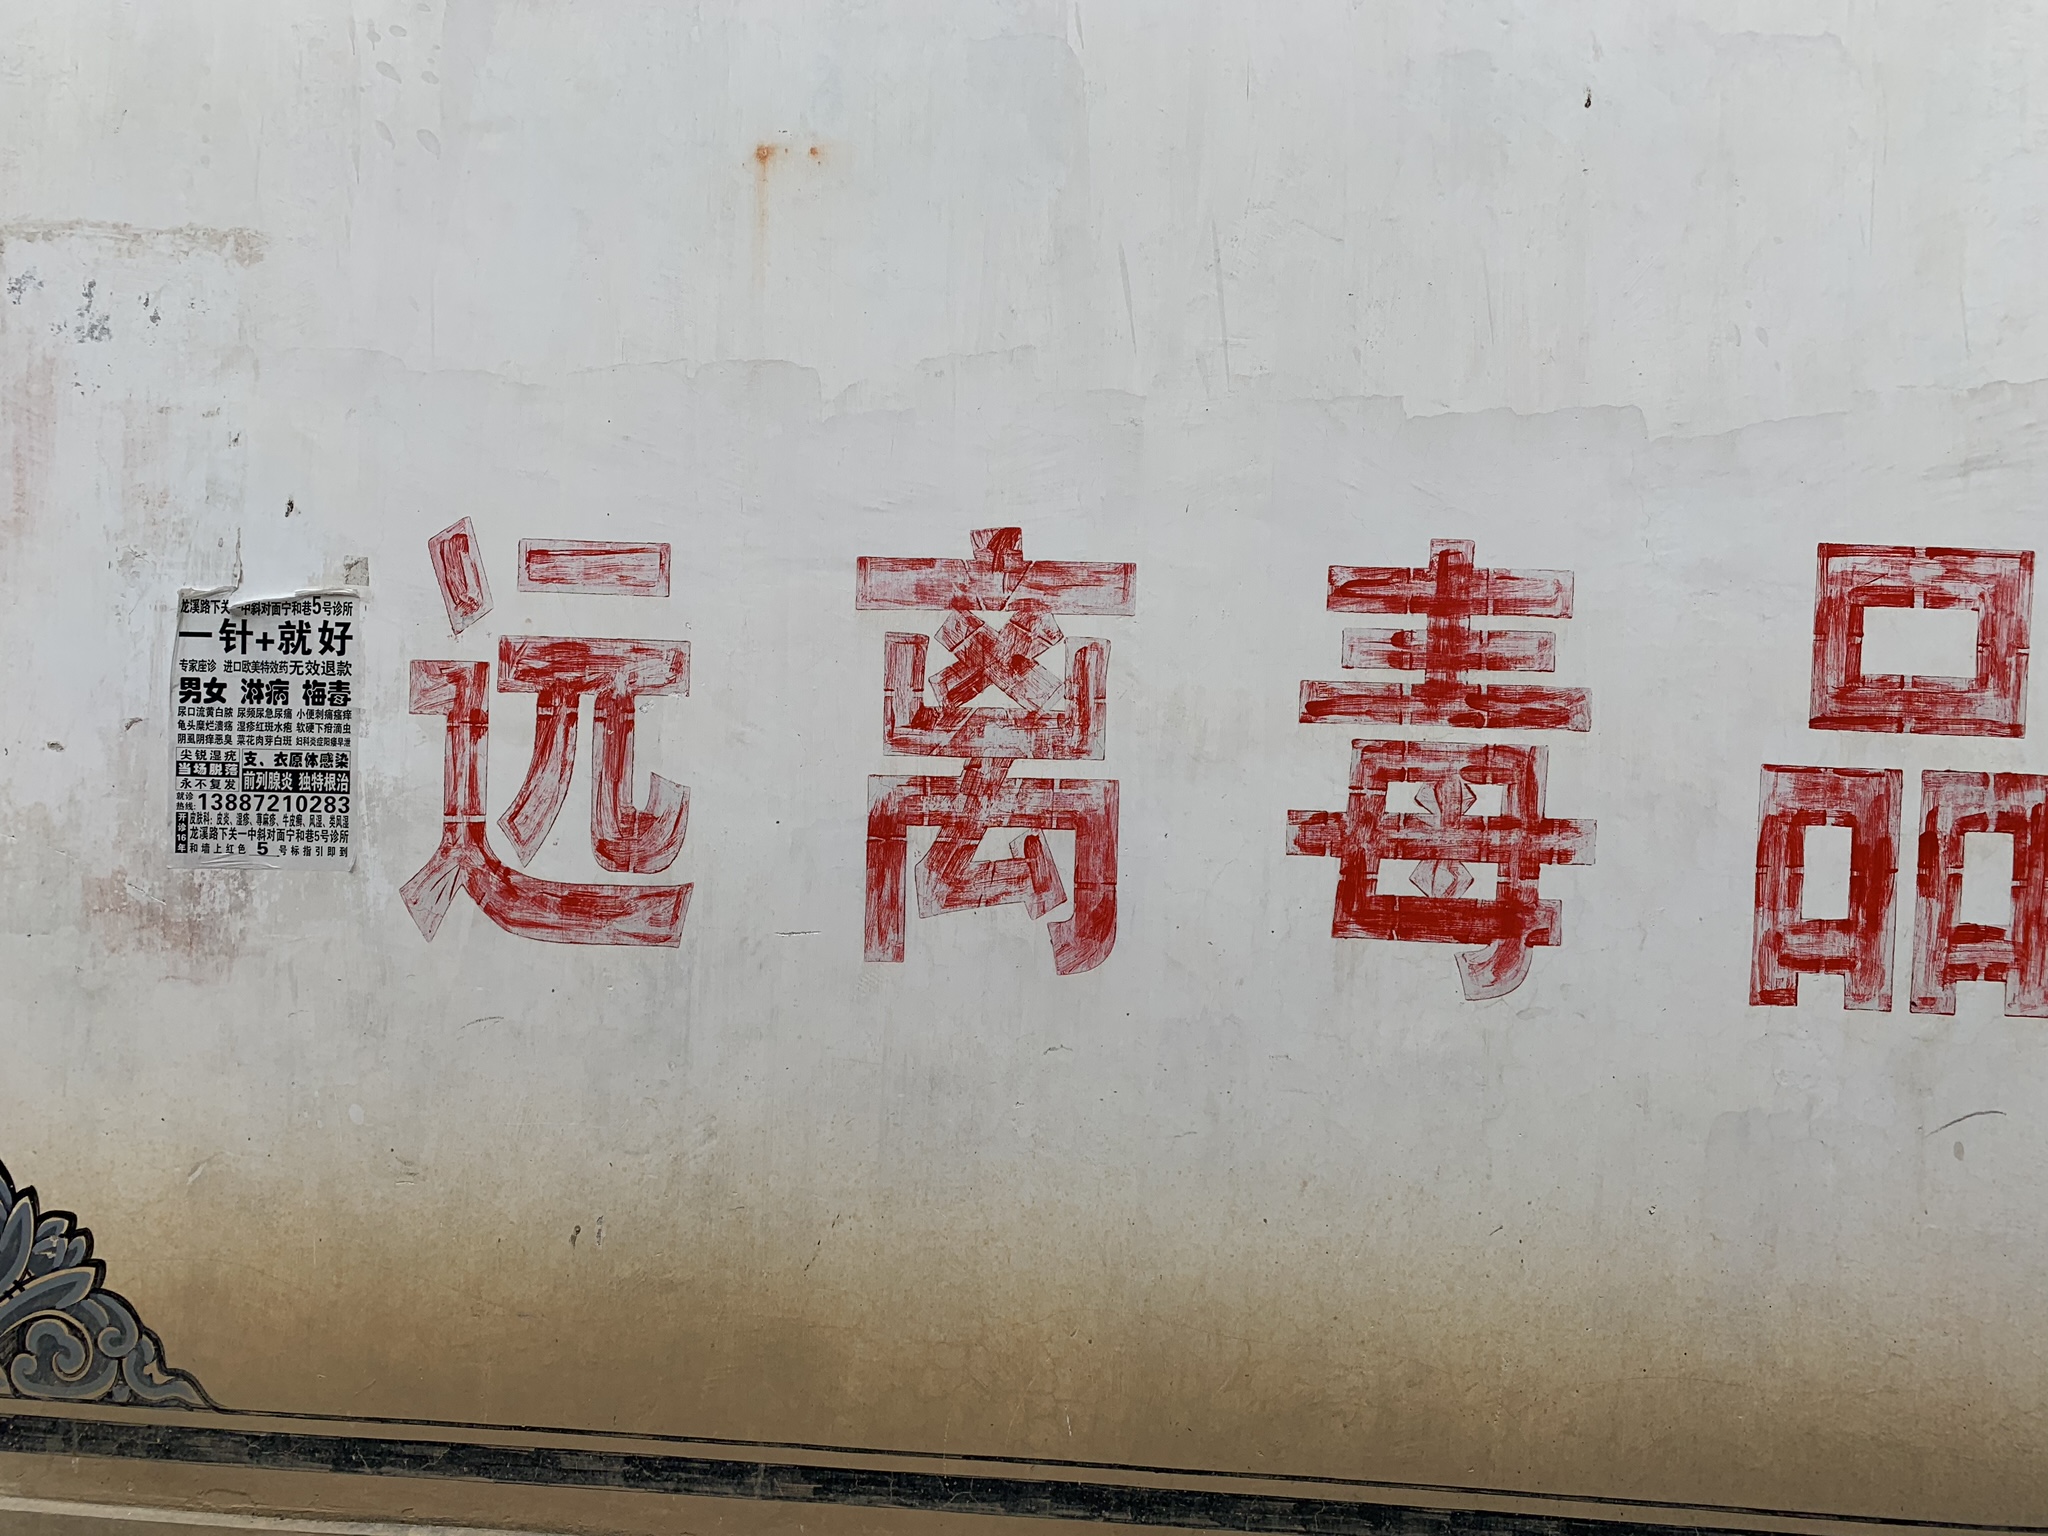 龙溪路下关一中斜对面宁和巷5号诊所
一针+就好
专家座诊 进口欧美特效药无效退款
男女 淋病 梅毒
尿口流黄白脓 尿频尿急尿痛 小便刺痛瘙痒
龟头糜烂溃疡 湿疹红斑水疱 软硬下疳滴虫
阴虱阴痒恶臭 菜花肉芽白斑 妇科炎症阳痿早泄
尖锐湿疣
当场脱落
永不复发
支、衣原体感染
前列腺炎 独特根治
就诊热线:13887210283
开诊16年
皮肤科:皮炎、湿疹、荨麻疹、牛皮癣、风湿、类风湿
龙溪路下关一中斜对面宁和巷5号诊所
和墙上红色 5 号标指引即到
远离毒品